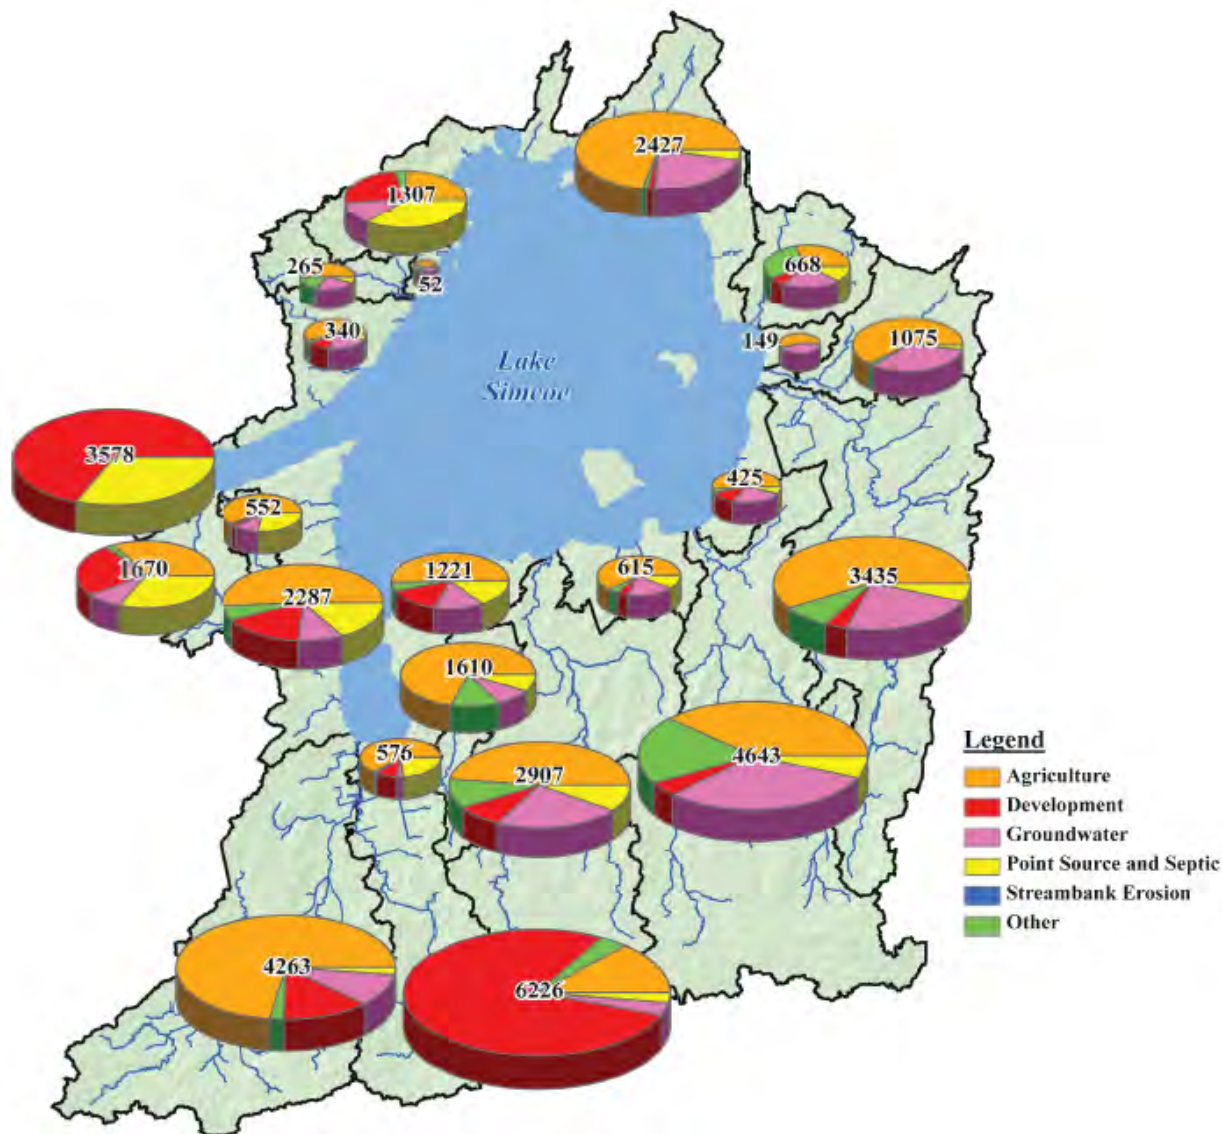 2427
1307
265
52
668
340
149
1075
Lake
Simcoe
3578
425
552
1670
1221
615
3435
2287
1610
576
2907
4643
Legend
Agriculture
Development
Groundwater
Point Source and Septic
Streambank Erosion
Other
4263
6226